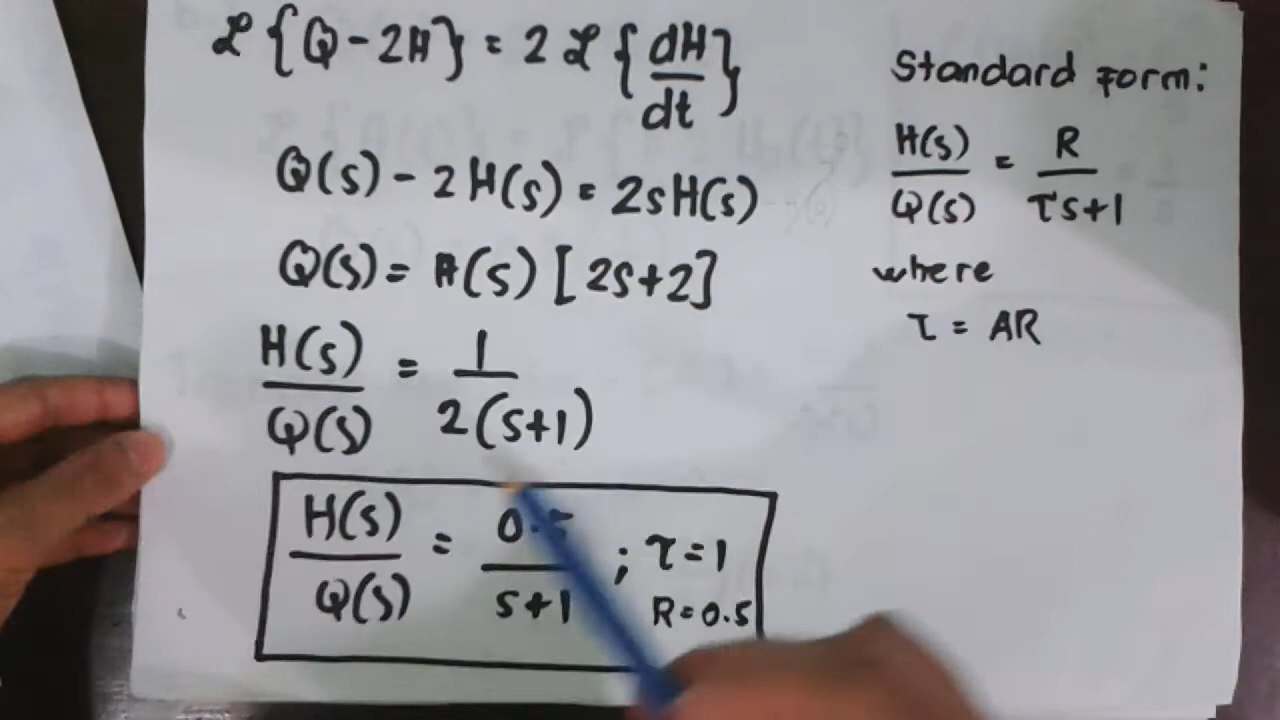 ℒ{Q - 2H} = 2 ℒ{dH/dt}
Q(s) - 2H(s) = 2sH(s)
Q(s) = H(s) [2s+2]
H(s)/Q(s) = 1/2(s+1)
H(s)/Q(s) = 0.5/s+1 ; τ = 1
R = 0.5
Standard form:
H(s)/Q(s) = R/τs+1
where
τ = AR